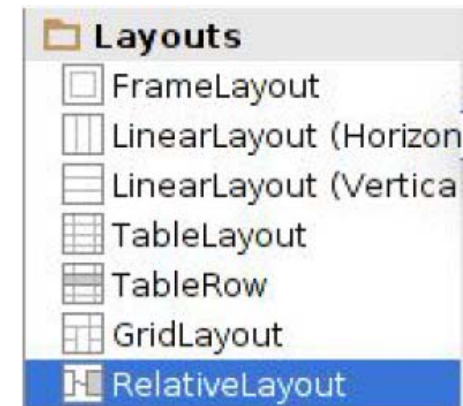 Layouts
FrameLayout
LinearLayout (Horizon
LinearLayout (Vertica
TableLayout
TableRow
GridLayout
RelativeLayout